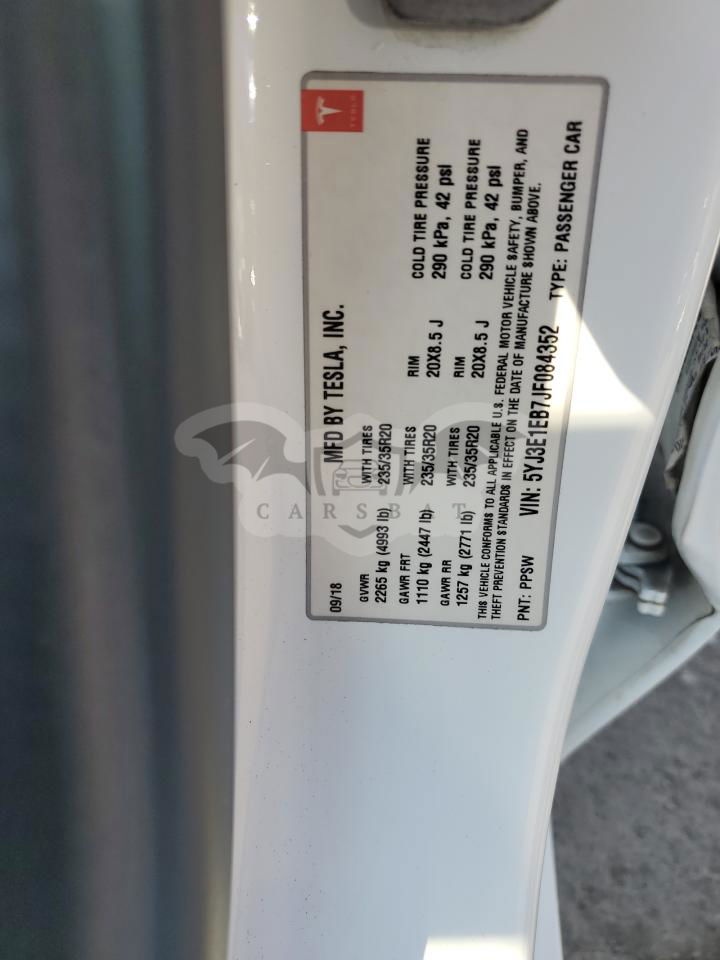 TESLA
09/18
MFD BY TESLA, INC.
GVWR
2265 kg (4993 lb)
WITH TIRES
235/35R20
GAWR FRT
1110 kg (2447 lb)
WITH TIRES
235/35R20
RIM
20X8.5 J
COLD TIRE PRESSURE
290 kPa, 42 psi
GAWR RR
1257 kg (2771 lb)
WITH TIRES
235/35R20
RIM
20X8.5 J
COLD TIRE PRESSURE
290 kPa, 42 psi
THIS VEHICLE CONFORMS TO ALL APPLICABLE U.S. FEDERAL MOTOR VEHICLE SAFETY, BUMPER, AND
THEFT PREVENTION STANDARDS IN EFFECT ON THE DATE OF MANUFACTURE SHOWN ABOVE.
PNT: PPSW VIN: 5YJ3E1EB7JF084352 TYPE: PASSENGER CAR
CARSBAT